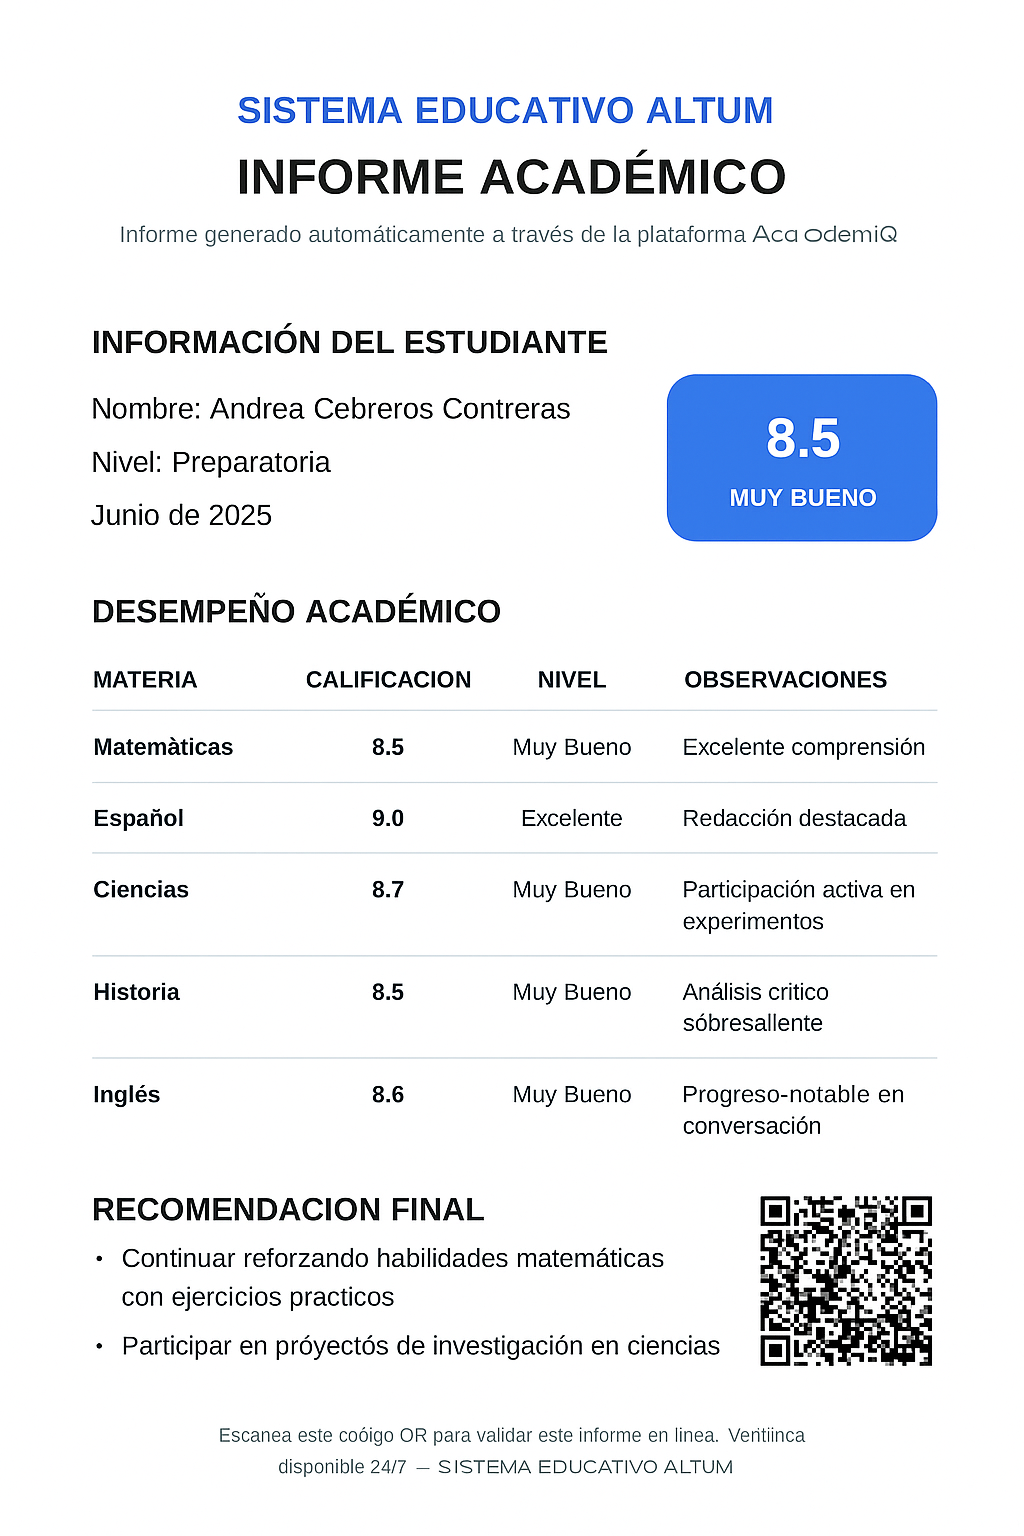 SISTEMA EDUCATIVO ALTUM
INFORME ACADÉMICO
Informe generado automáticamente a través de la plataforma Aca odemiQ
INFORMACIÓN DEL ESTUDIANTE
Nombre: Andrea Cebreros Contreras
Nivel: Preparatoria
Junio de 2025
8.5
MUY BUENO
DESEMPEÑO ACADÉMICO
MATERIA CALIFICACION NIVEL OBSERVACIONES
Matemàticas 8.5 Muy Bueno Excelente comprensión
Español 9.0 Excelente Redacción destacada
Ciencias 8.7 Muy Bueno Participación activa en
experimentos
Historia 8.5 Muy Bueno Análisis critico
sóbresallente
Inglés 8.6 Muy Bueno Progreso-notable en
conversación
RECOMENDACION FINAL
• Continuar reforzando habilidades matemáticas
con ejercicios practicos
• Participar en próyectós de investigación en ciencias
Escanea este coóigo OR para validar este informe en linea. Veritiinca
disponible 24/7 — SISTEMA EDUCATIVO ALTUM